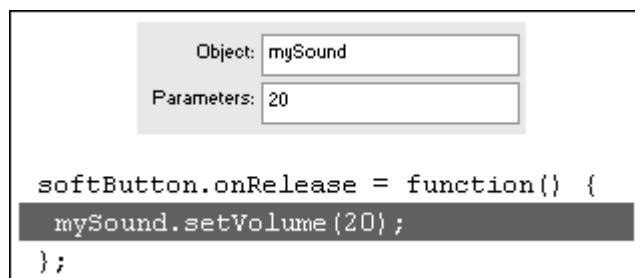 Object: mySound
Parameters: 20
softButton.onRelease = function() {
mySound.setVolume(20);
};